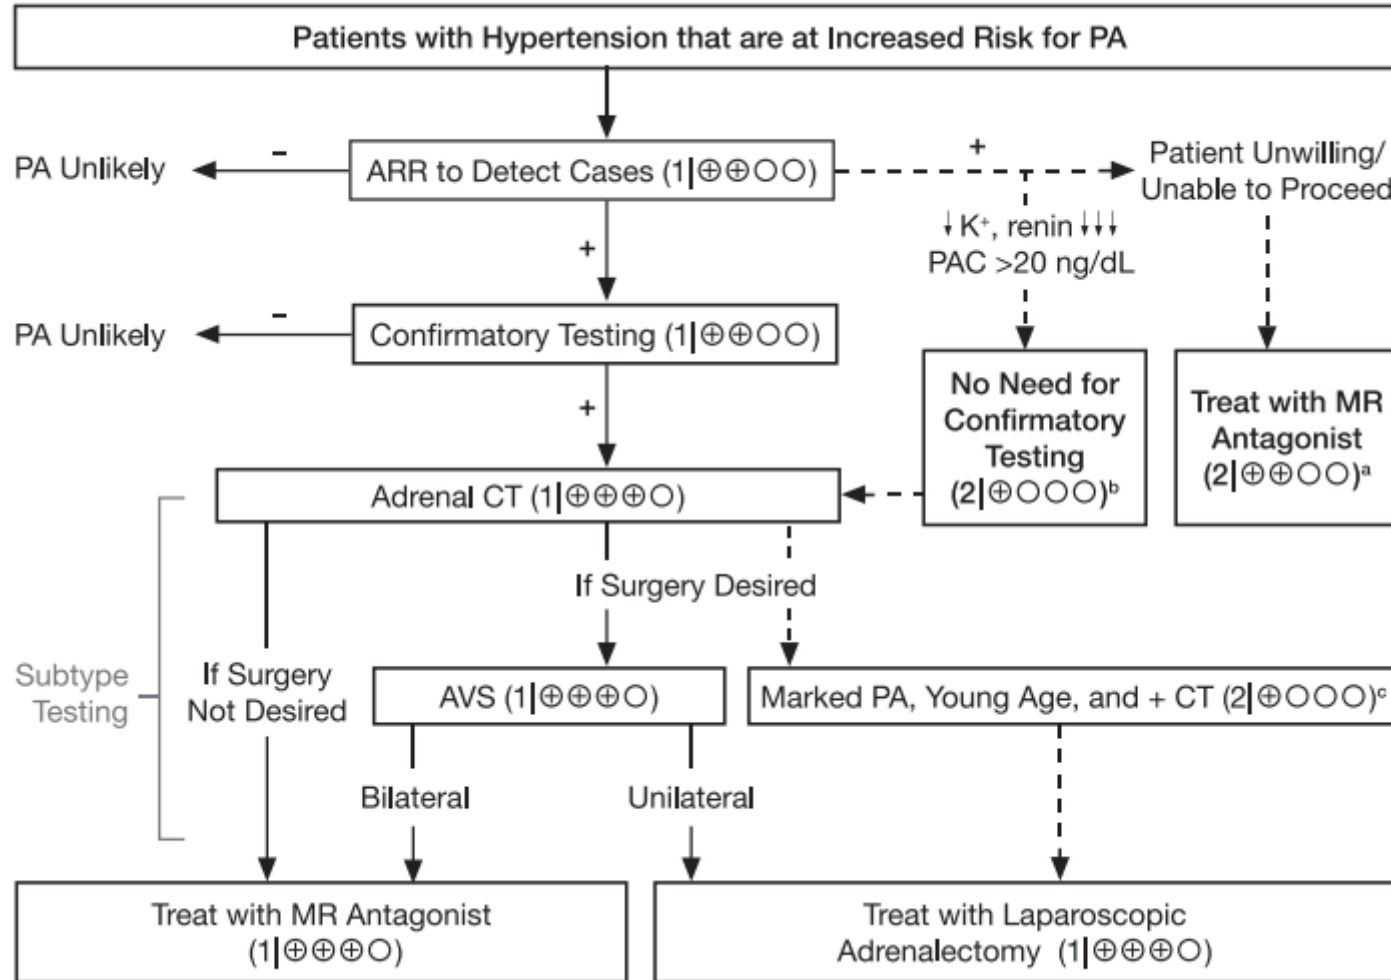 Patients with Hypertension that are at Increased Risk for PA
PA Unlikely
−
ARR to Detect Cases (1|⊕⊕○○)
+
Patient Unwilling/
Unable to Proceed
↓K⁺, renin ↓↓↓
PAC >20 ng/dL
+
PA Unlikely
−
Confirmatory Testing (1|⊕⊕○○)
No Need for
Confirmatory
Testing
(2|⊕○○○)ᵇ
Treat with MR
Antagonist
(2|⊕⊕○○)ᵃ
+
Adrenal CT (1|⊕⊕⊕○)
If Surgery Desired
Subtype
Testing
If Surgery
Not Desired
AVS (1|⊕⊕⊕○)
Marked PA, Young Age, and + CT (2|⊕○○○)ᶜ
Bilateral
Unilateral
Treat with MR Antagonist
(1|⊕⊕⊕○)
Treat with Laparoscopic
Adrenalectomy (1|⊕⊕⊕○)